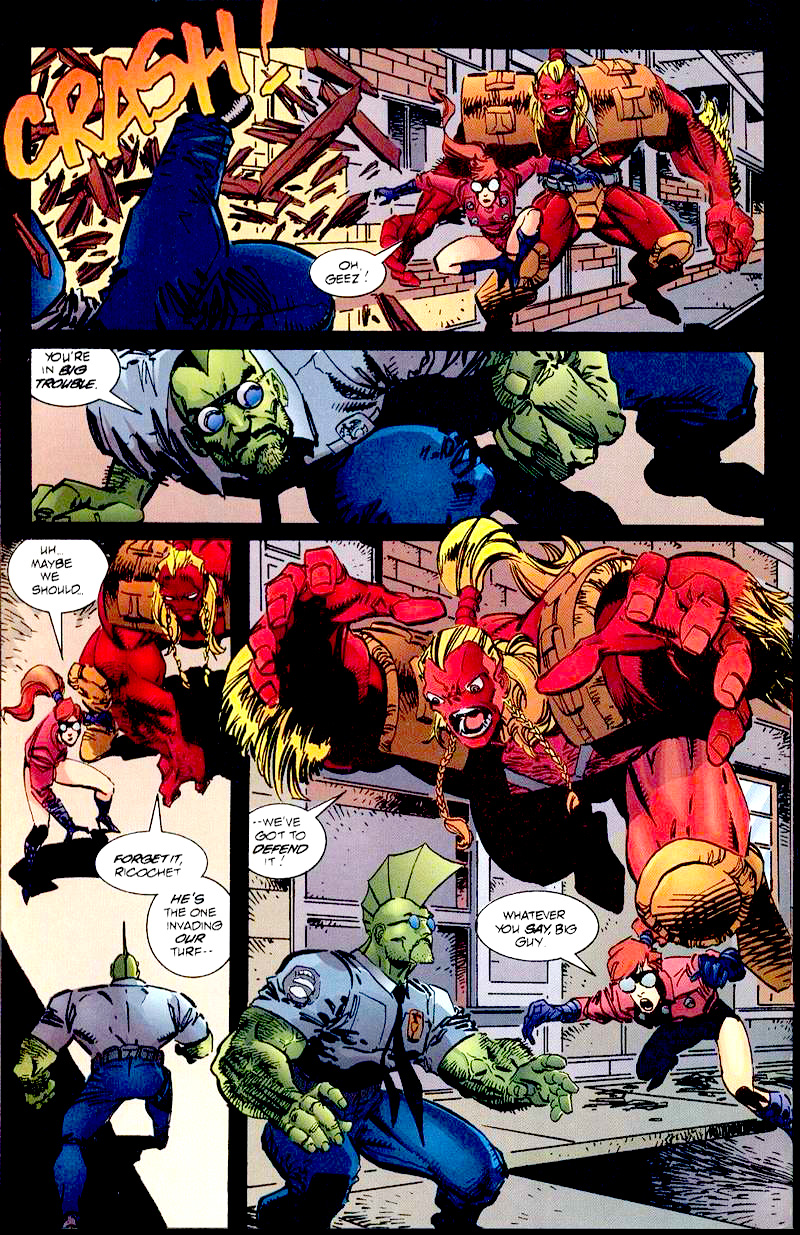 CRASH!
OH,
GEEZ!
YOU'RE
IN BIG
TROUBLE.
UH...
MAYBE
WE
SHOULD..
FORGET IT,
RICOCHET
HE'S
THE ONE
INVADING
OUR
TURF--
--WE'VE
GOT TO
DEFEND
IT!
WHATEVER
YOU SAY, BIG
GUY.